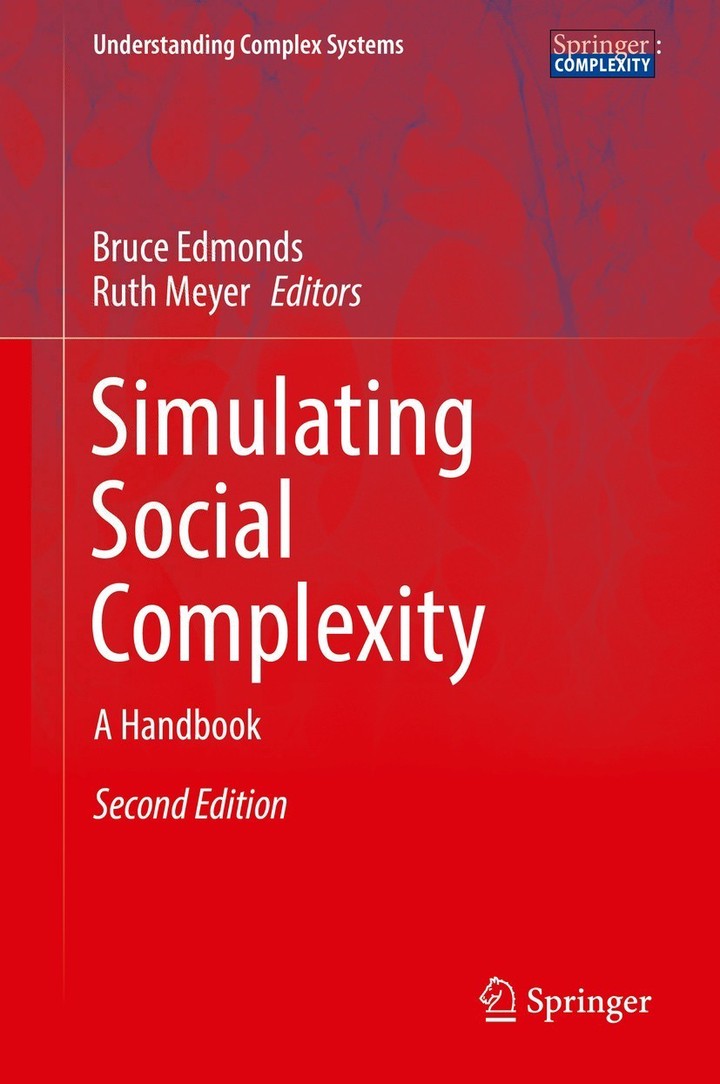 Understanding Complex Systems
Springer:
COMPLEXITY
Bruce Edmonds
Ruth Meyer Editors
Simulating
Social
Complexity
A Handbook
Second Edition
Springer